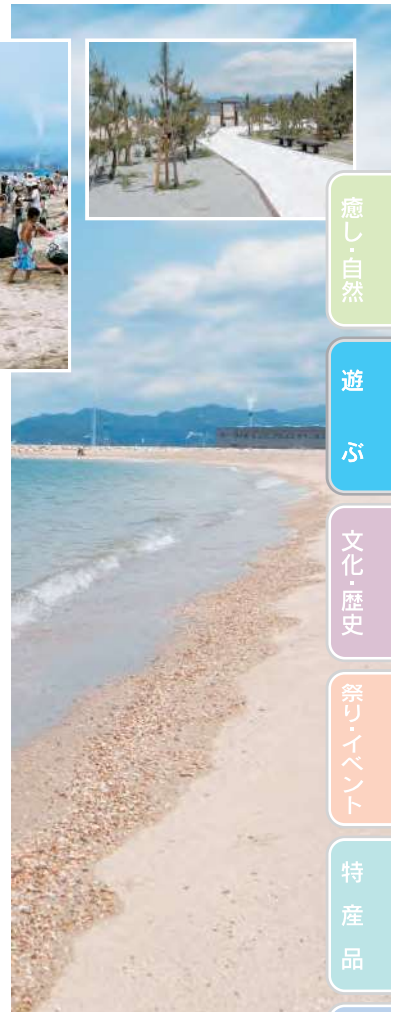 癒し・自然
遊ぶ
文化・歴史
祭り・イベント
特産品